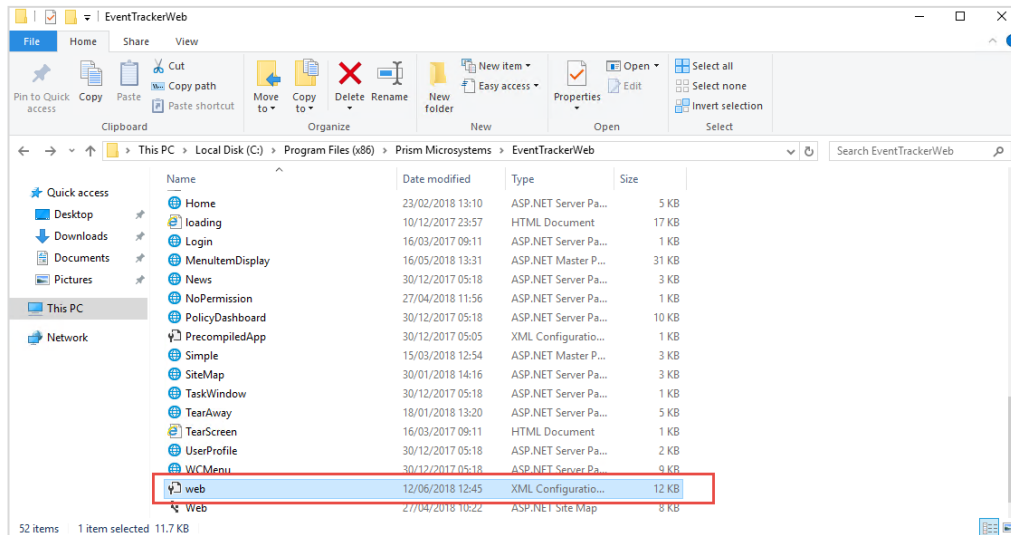 EventTrackerWeb
File Home Share View
Pin to Quick access
Copy
Paste
Cut
Copy path
Paste shortcut
Clipboard
Move to
Copy to
Delete
Rename
Organize
New folder
New item
Easy access
New
Properties
Open
Edit
Open
Select all
Select none
Invert selection
Select
This PC > Local Disk (C:) > Program Files (x86) > Prism Microsystems > EventTrackerWeb
Search EventTrackerWeb
Quick access
Desktop
Downloads
Documents
Pictures
This PC
Network
Name Date modified Type Size
Home 23/02/2018 13:10 ASP.NET Server Pa... 5 KB
loading 10/12/2017 23:57 HTML Document 17 KB
Login 16/03/2017 09:11 ASP.NET Server Pa... 1 KB
MenuItemDisplay 16/05/2018 13:31 ASP.NET Master P... 31 KB
News 30/12/2017 05:18 ASP.NET Server Pa... 3 KB
NoPermission 27/04/2018 11:56 ASP.NET Server Pa... 1 KB
PolicyDashboard 30/12/2017 05:18 ASP.NET Server Pa... 10 KB
PrecompiledApp 30/12/2017 05:05 XML Configuratio... 1 KB
Simple 15/03/2018 12:54 ASP.NET Master P... 3 KB
SiteMap 30/01/2018 14:16 ASP.NET Server Pa... 3 KB
TaskWindow 30/12/2017 05:18 ASP.NET Server Pa... 1 KB
TearAway 18/01/2018 13:20 ASP.NET Server Pa... 5 KB
TearScreen 16/03/2017 09:11 HTML Document 1 KB
UserProfile 30/12/2017 05:18 ASP.NET Server Pa... 2 KB
WCMenu 30/12/2017 05:18 ASP.NET Server Pa... 9 KB
web 12/06/2018 12:45 XML Configuratio... 12 KB
Web 27/04/2018 10:22 ASP.NET Site Map 8 KB
52 items 1 item selected 11.7 KB